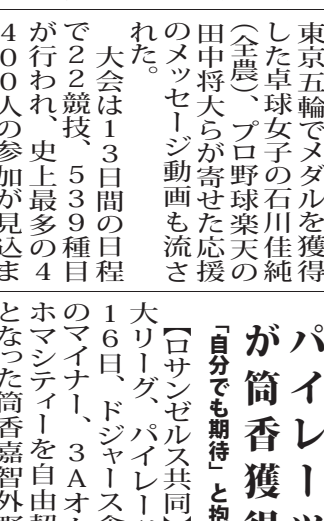 東京五輪でメダルを獲得
した卓球女子の石川佳純
(全農)、プロ野球楽天の
田中将大らが寄せた応援
のメッセージ動画も流さ
れた。
大会は13日間の日程
で22競技、539種目
が行われ、史上最多の4
400人の参加が見込ま
パイレーツ
が筒香獲得
「自分でも期待」と抱
【ロサンゼルス共同】
大リーグ、パイレー
16日、ドジャース傘
のマイナー、3Aオ
ホマシティーを自由契
となった筒香嘉智外野